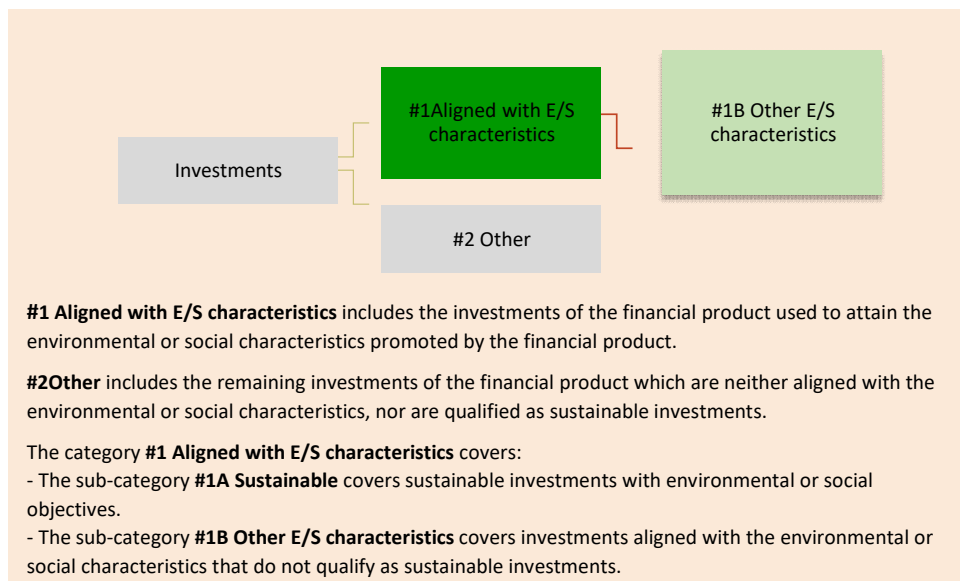 #1Aligned with E/S
characteristics
#1B Other E/S
characteristics
Investments
#2 Other
#1 Aligned with E/S characteristics includes the investments of the financial product used to attain the
environmental or social characteristics promoted by the financial product.
#2Other includes the remaining investments of the financial product which are neither aligned with the
environmental or social characteristics, nor are qualified as sustainable investments.
The category #1 Aligned with E/S characteristics covers:
- The sub-category #1A Sustainable covers sustainable investments with environmental or social
objectives.
- The sub-category #1B Other E/S characteristics covers investments aligned with the environmental or
social characteristics that do not qualify as sustainable investments.